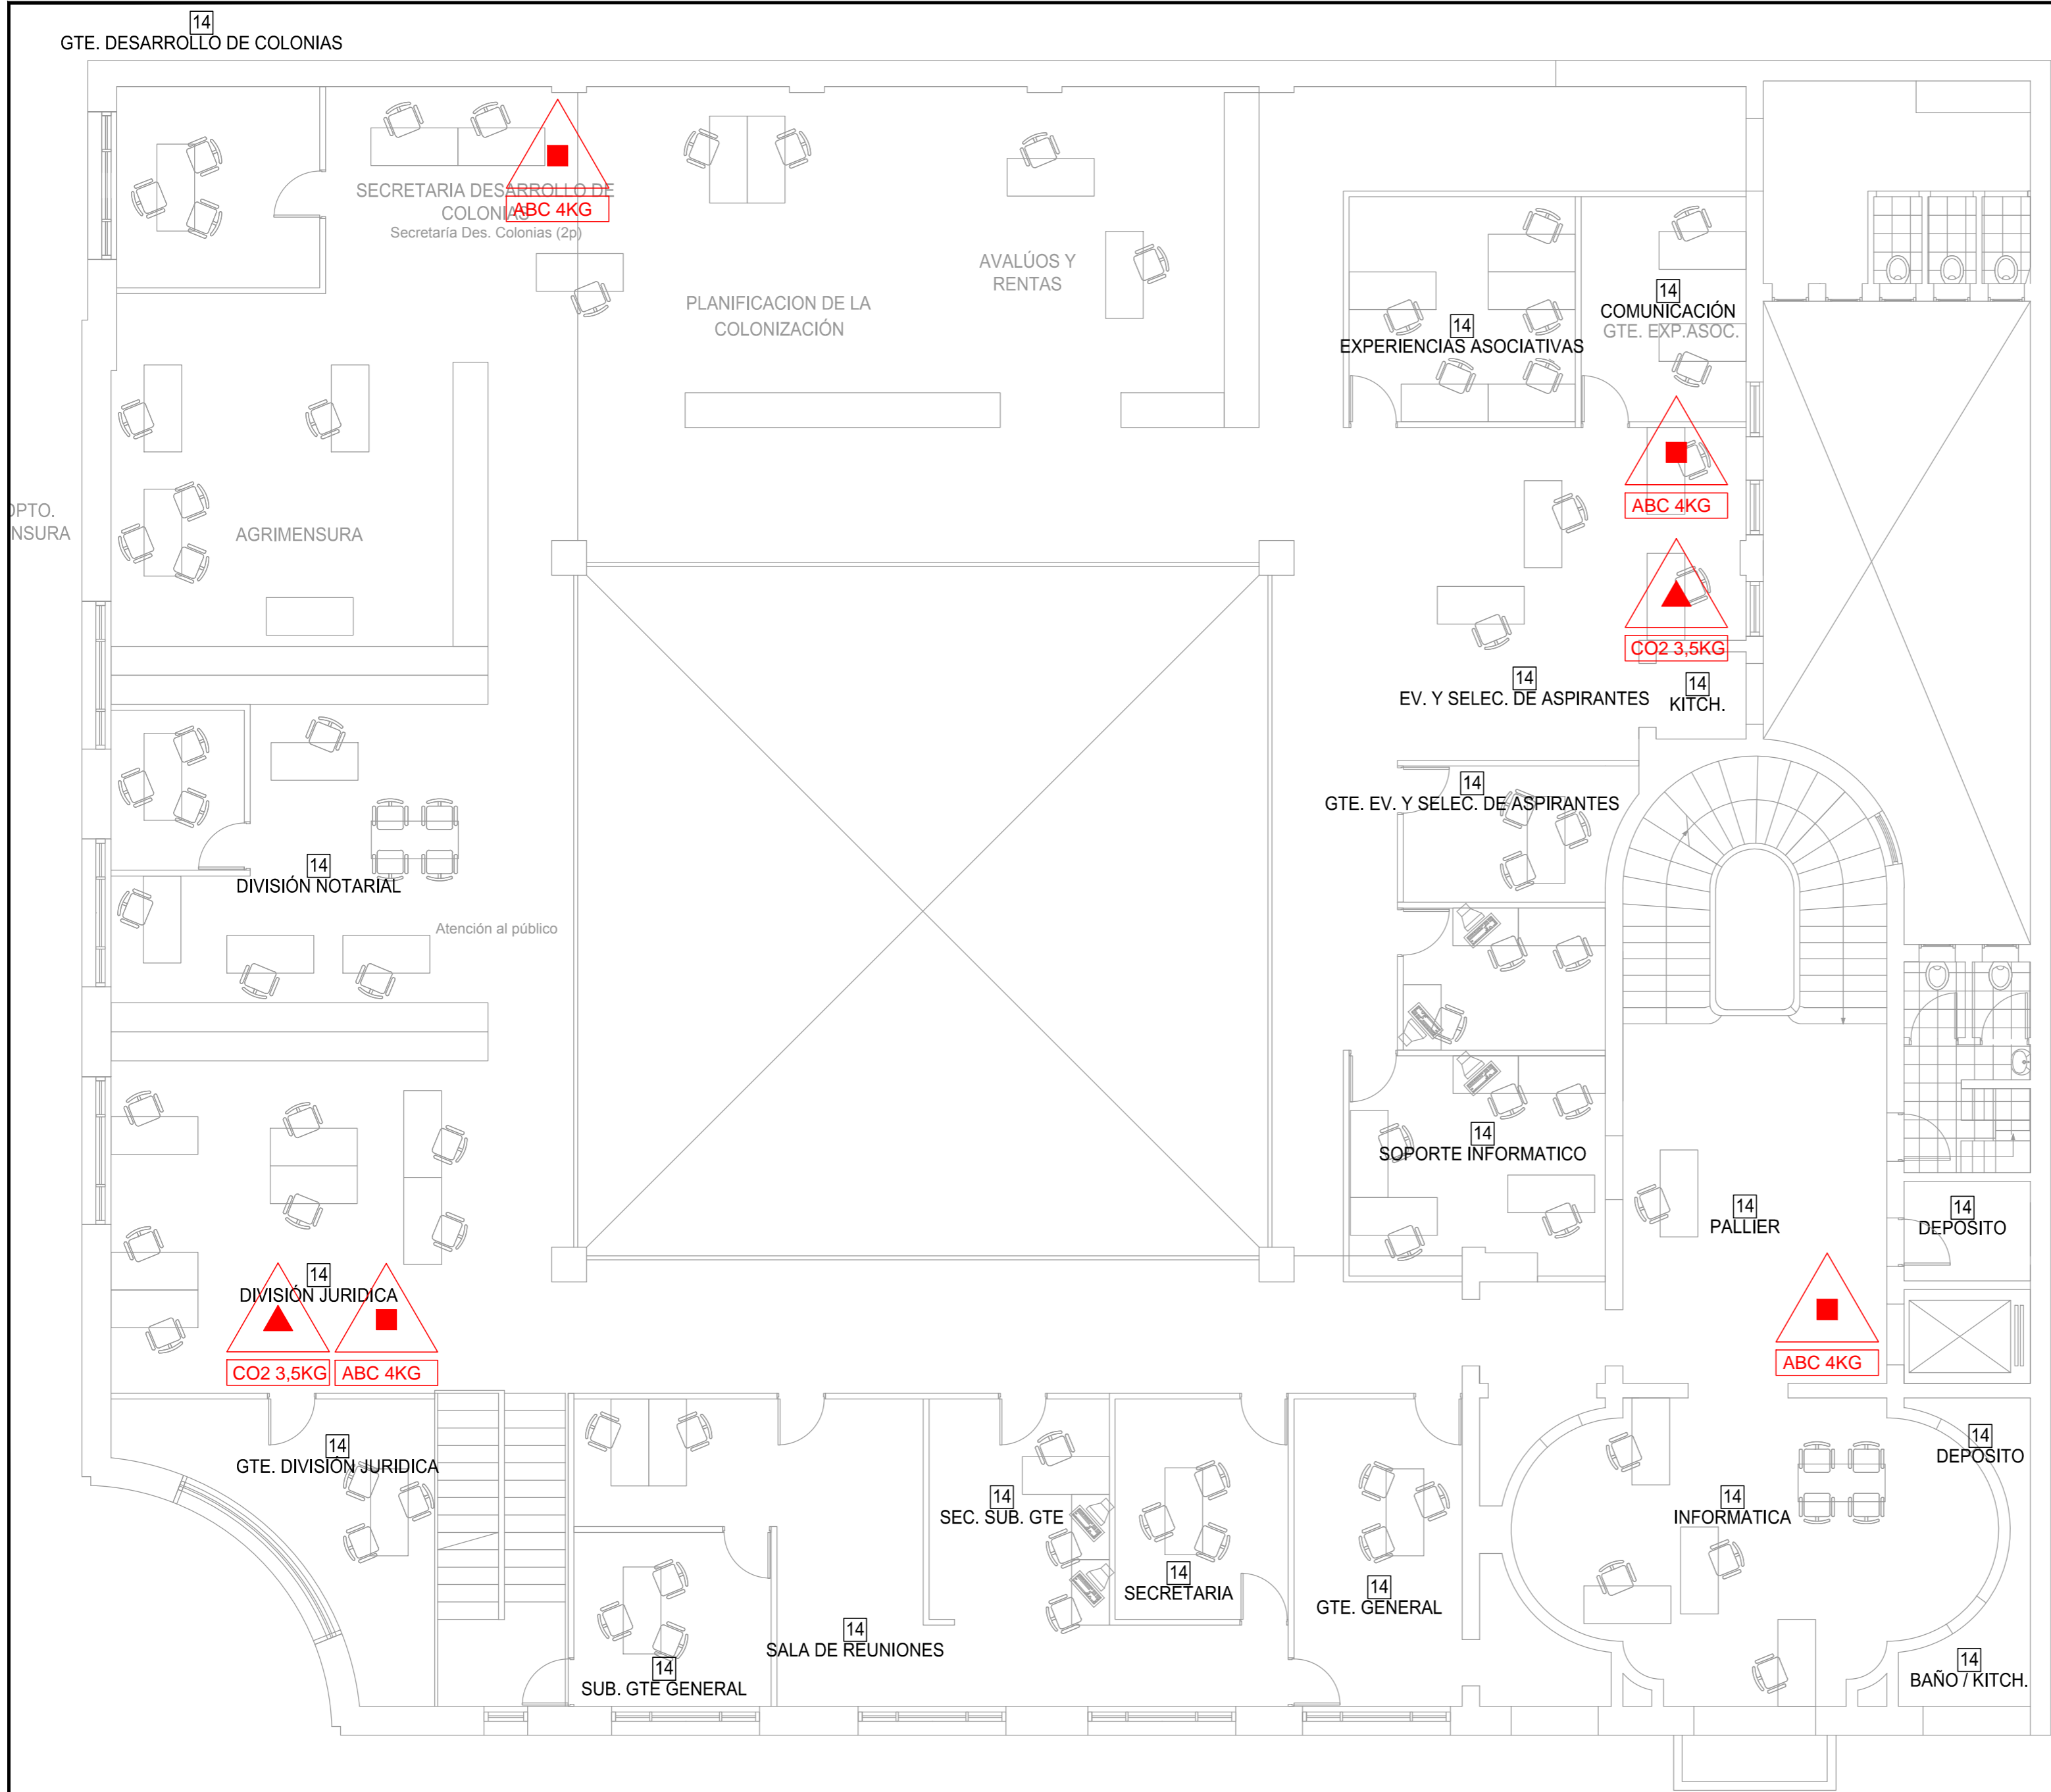 14
GTE. DESARROLLO DE COLONIAS
SECRETARIA DESARROLLO DE
COLONIAS
Secretaría Des. Colonias (2p)
ABC 4KG
PLANIFICACION DE LA
COLONIZACIÓN
AVALÚOS Y
RENTAS
14
EXPERIENCIAS ASOCIATIVAS
14
COMUNICACIÓN
GTE. EXP.ASOC.
ABC 4KG
CO2 3,5KG
DPTO.
NSURA
AGRIMENSURA
14
EV. Y SELEC. DE ASPIRANTES
14
KITCH.
14
GTE. EV. Y SELEC. DE ASPIRANTES
14
DIVISIÓN NOTARIAL
Atención al público
14
SOPORTE INFORMATICO
14
PALLIER
14
DEPOSITO
14
DIVISIÓN JURIDICA
CO2 3,5KG
ABC 4KG
ABC 4KG
14
GTE. DIVISIÓN JURIDICA
14
SEC. SUB. GTE
14
SECRETARIA
14
GTE. GENERAL
14
INFORMATICA
14
DEPOSITO
14
SALA DE REUNIONES
14
SUB. GTE GENERAL
14
BAÑO / KITCH.